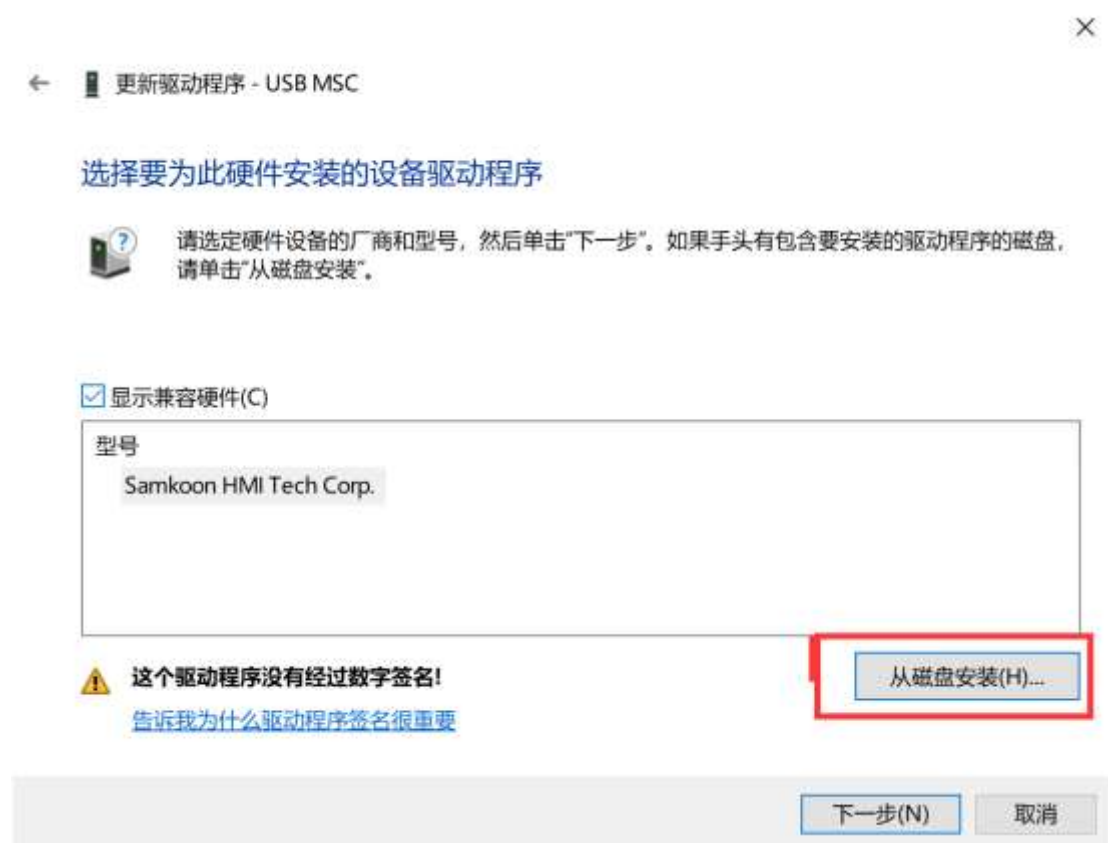 更新驱动程序 - USB MSC
选择要为此硬件安装的设备驱动程序
请选定硬件设备的厂商和型号，然后单击"下一步"。如果手头有包含要安装的驱动程序的磁盘，
请单击"从磁盘安装"。
显示兼容硬件(C)
型号
Samkoon HMI Tech Corp.
这个驱动程序没有经过数字签名!
从磁盘安装(H)...
告诉我为什么驱动程序签名很重要
下一步(N)
取消